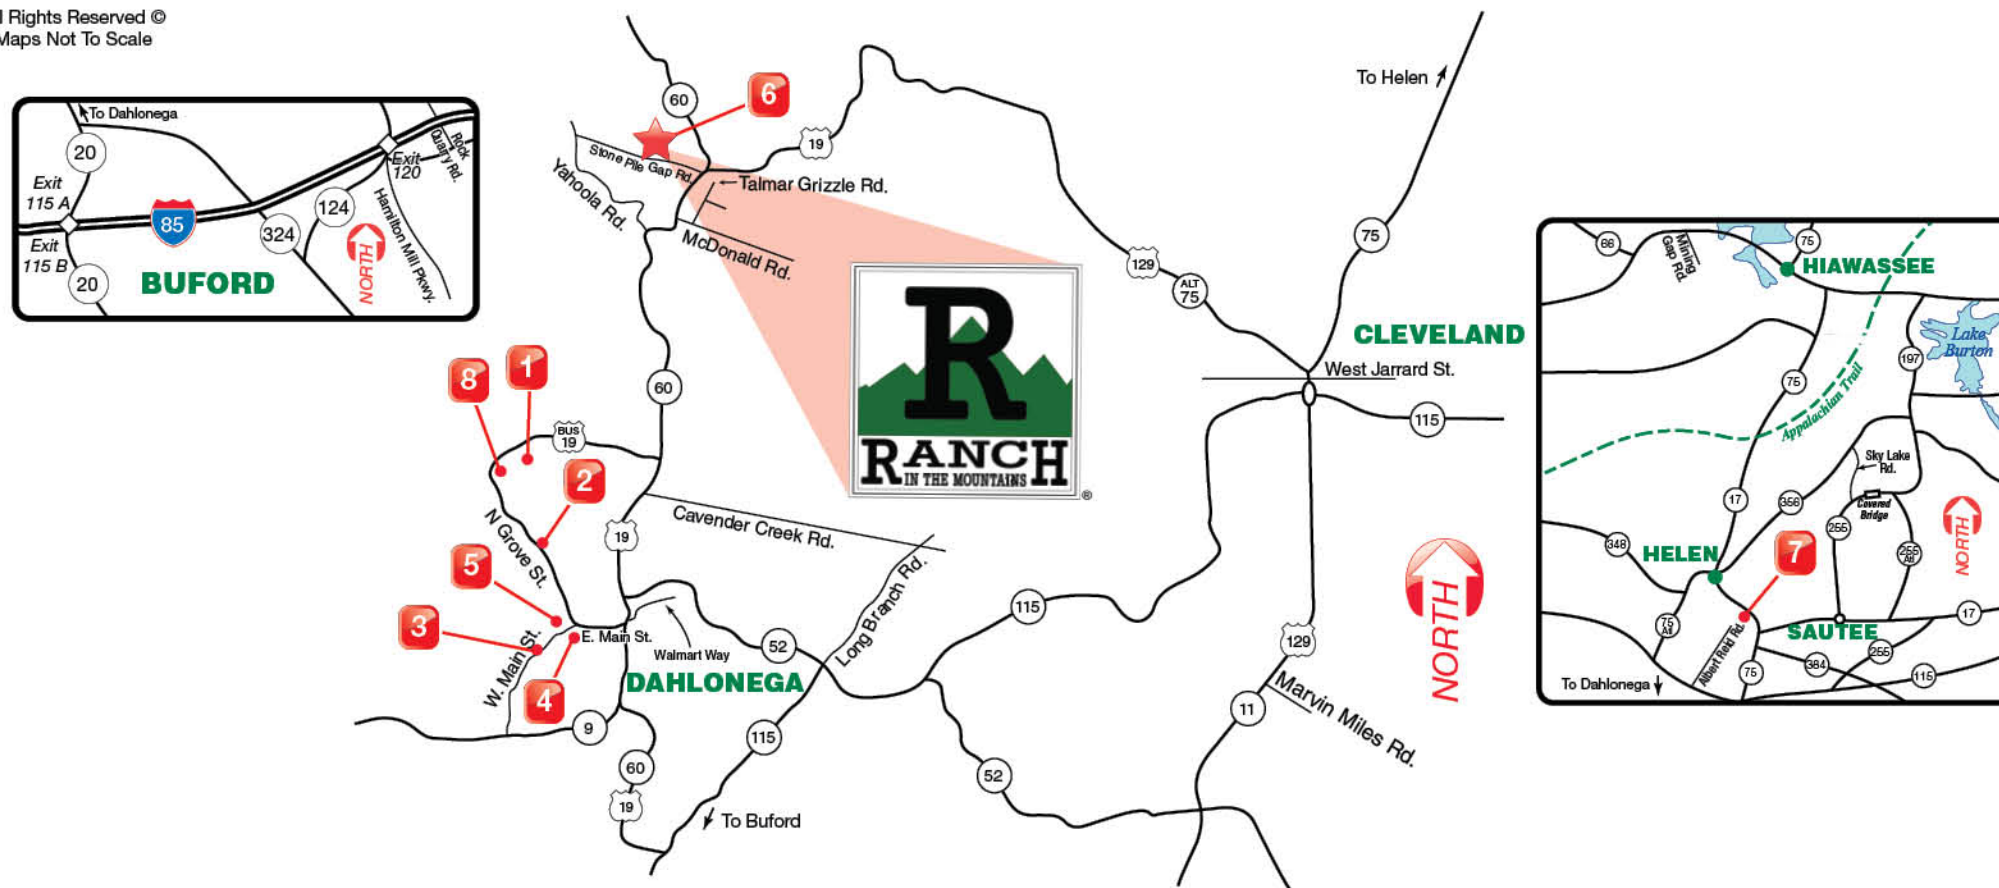 l Rights Reserved ©
Maps Not To Scale
To Dahlonega
20
Exit
115 A
85
Exit
115 B
20
BUFORD
324
124
NORTH
Exit
120
Rock
Quarry Rd.
Hamilton Mill Pkwy.
60
6
19
Stone Pile Gap Rd.
Yahoola Rd.
Talmar Grizzle Rd.
McDonald Rd.
To Helen
75
129
ALT
75
CLEVELAND
West Jarrard St.
115
R
RANCH
IN THE MOUNTAINS
®
60
8
1
BUS
19
2
N Grove St.
19
Cavender Creek Rd.
Long Branch Rd.
5
3
W. Main St.
4
E. Main St.
Walmart Way
52
DAHLONEGA
9
60
19
115
To Buford
115
52
129
11
Marvin Miles Rd.
NORTH
66
Mining
Gap Rd.
75
HIAWASSEE
Lake
Burton
197
75
Appalachian Trail
Sky Lake
Rd.
17
356
Covered
Bridge
255
255
Alt
NORTH
348
HELEN
7
75
Alt
Albert Reid Rd.
SAUTEE
17
255
384
75
115
To Dahlonega